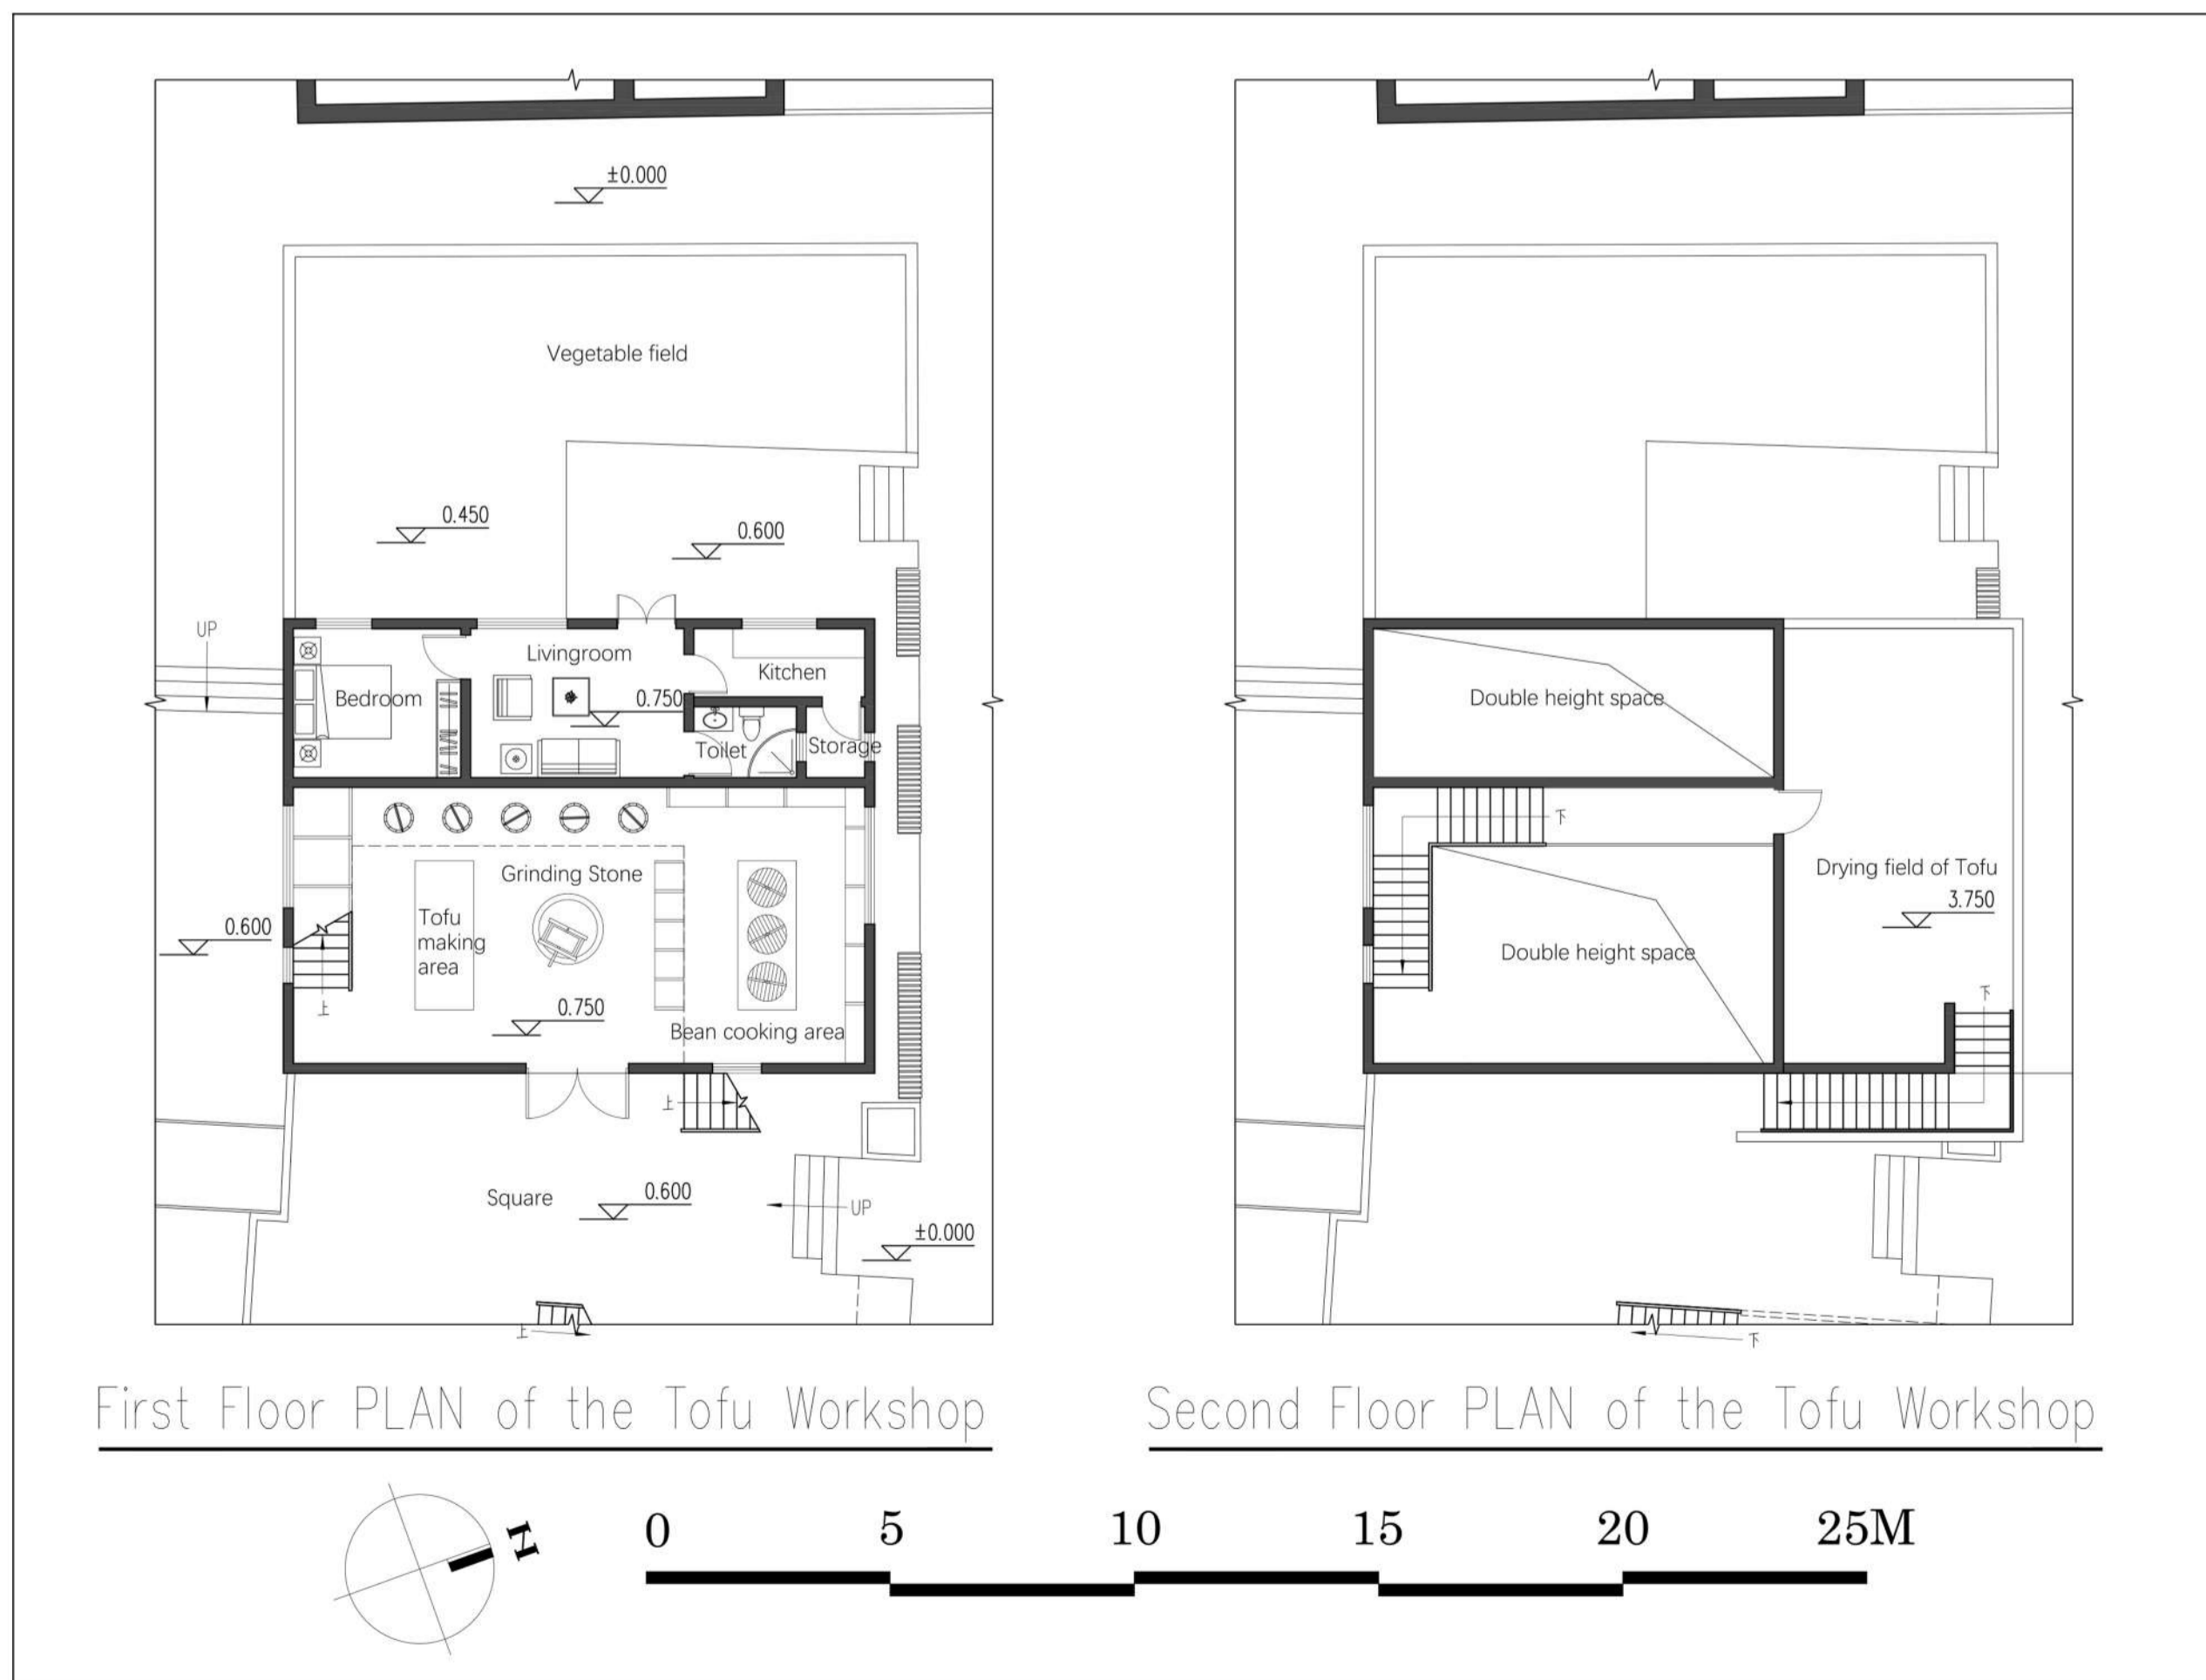 ±0.000
Vegetable field
0.450
0.600
UP
Livingroom
Kitchen
Bedroom
0.750
Toilet
Storage
Grinding Stone
Tofu
making
area
0.600
上
0.750
Bean cooking area
上
Square
0.600
UP
±0.000
上
First Floor PLAN of the Tofu Workshop
Double height space
下
Drying field of Tofu
3.750
Double height space
下
下
Second Floor PLAN of the Tofu Workshop
N
0
5
10
15
20
25M